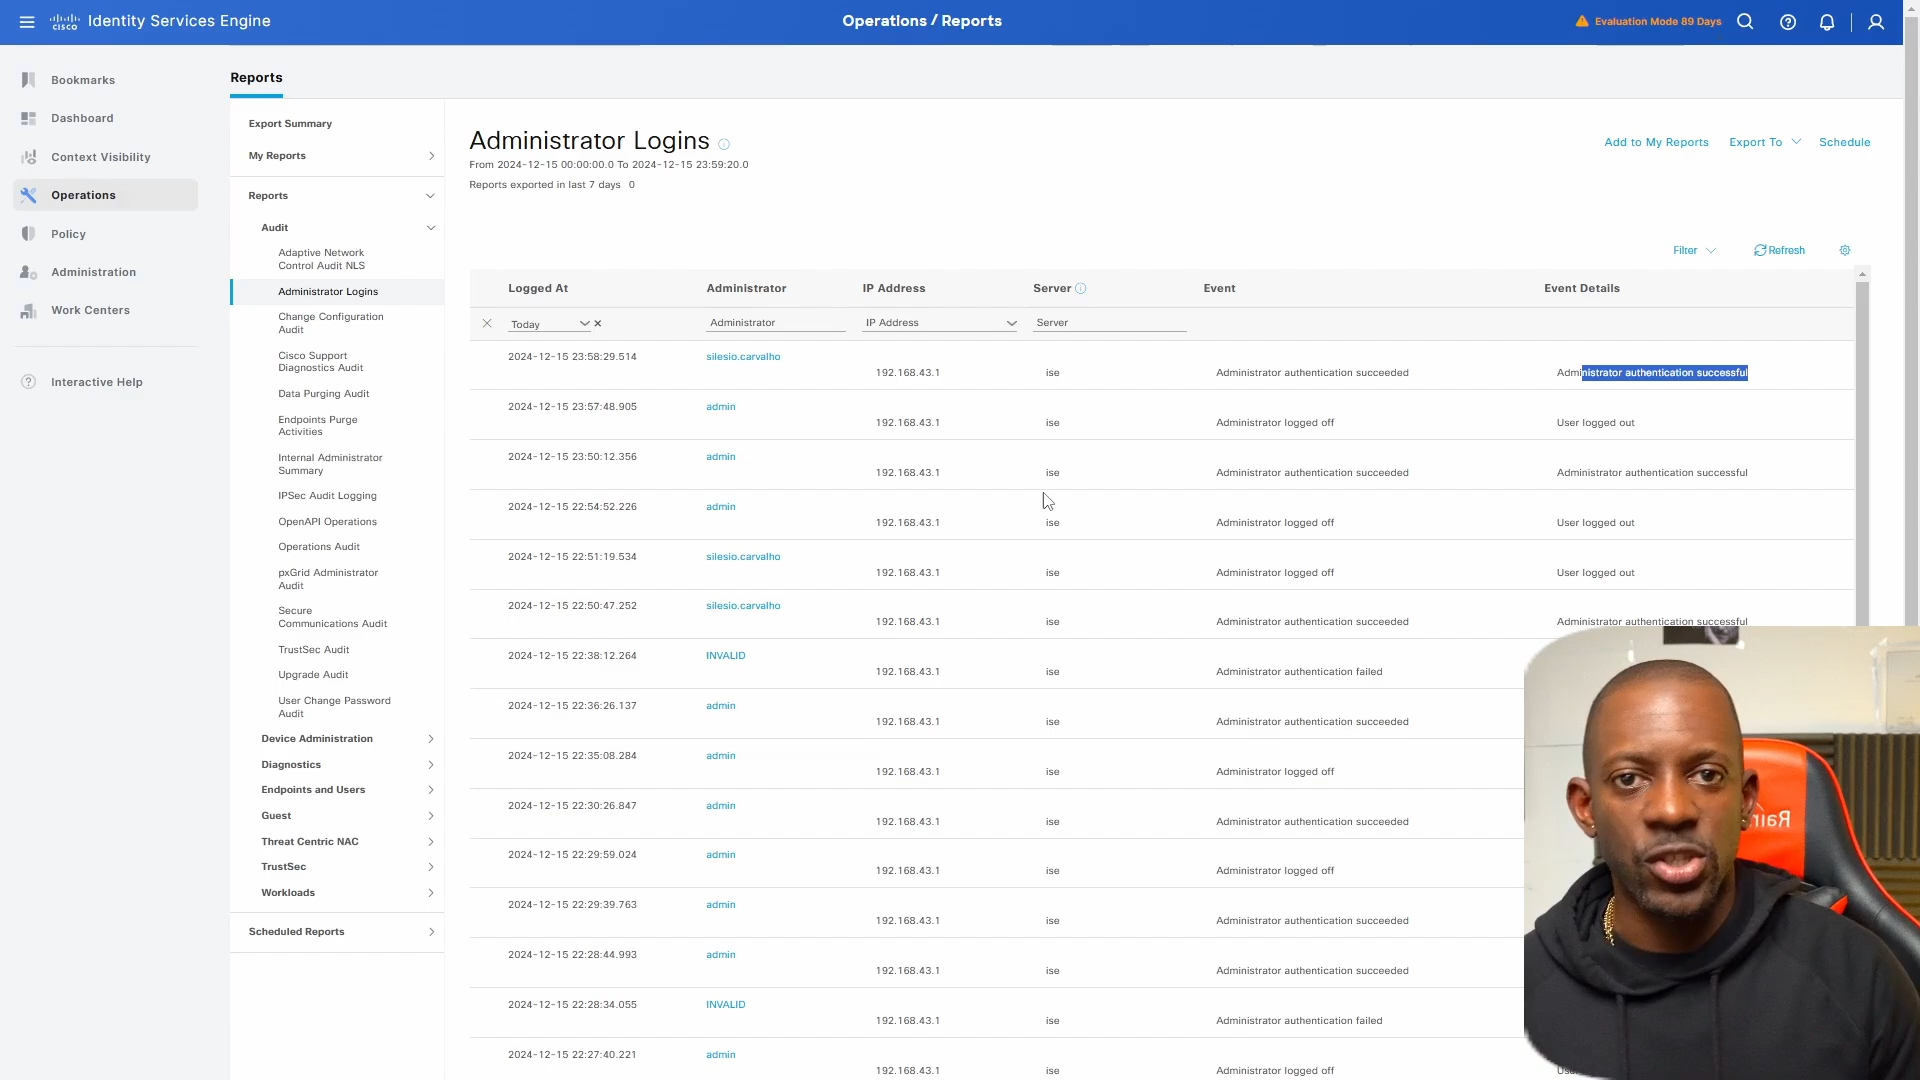 cisco Identity Services Engine
Operations / Reports
Evaluation Mode 89 Days
Bookmarks
Dashboard
Context Visibility
Operations
Policy
Administration
Work Centers
Interactive Help
Reports
Export Summary
My Reports
Reports
Audit
Adaptive Network
Control Audit NLS
Administrator Logins
Change Configuration
Audit
Cisco Support
Diagnostics Audit
Data Purging Audit
Endpoints Purge
Activities
Internal Administrator
Summary
IPSec Audit Logging
OpenAPI Operations
Operations Audit
pxGrid Administrator
Audit
Secure
Communications Audit
TrustSec Audit
Upgrade Audit
User Change Password
Audit
Device Administration
Diagnostics
Endpoints and Users
Guest
Threat Centric NAC
TrustSec
Workloads
Scheduled Reports
Administrator Logins
From 2024-12-15 00:00:00.0 To 2024-12-15 23:59:20.0
Reports exported in last 7 days 0
Add to My Reports Export To Schedule
Filter Refresh
Logged At Administrator IP Address Server Event Event Details
Today Administrator IP Address Server
2024-12-15 23:58:29.514 silesio.carvalho
192.168.43.1 ise Administrator authentication succeeded Administrator authentication successful
2024-12-15 23:57:48.905 admin
192.168.43.1 ise Administrator logged off User logged out
2024-12-15 23:50:12.356 admin
192.168.43.1 ise Administrator authentication succeeded Administrator authentication successful
2024-12-15 22:54:52.226 admin
192.168.43.1 ise Administrator logged off User logged out
2024-12-15 22:51:19.534 silesio.carvalho
192.168.43.1 ise Administrator logged off User logged out
2024-12-15 22:50:47.252 silesio.carvalho
192.168.43.1 ise Administrator authentication succeeded Administrator authentication successful
2024-12-15 22:38:12.264 INVALID
192.168.43.1 ise Administrator authentication failed
2024-12-15 22:36:26.137 admin
192.168.43.1 ise Administrator authentication succeeded
2024-12-15 22:35:08.284 admin
192.168.43.1 ise Administrator logged off
2024-12-15 22:30:26.847 admin
192.168.43.1 ise Administrator authentication succeeded
2024-12-15 22:29:59.024 admin
192.168.43.1 ise Administrator logged off
2024-12-15 22:29:39.763 admin
192.168.43.1 ise Administrator authentication succeeded
2024-12-15 22:28:44.993 admin
192.168.43.1 ise Administrator authentication succeeded
2024-12-15 22:28:34.055 INVALID
192.168.43.1 ise Administrator authentication failed
2024-12-15 22:27:40.221 admin
192.168.43.1 ise Administrator logged off